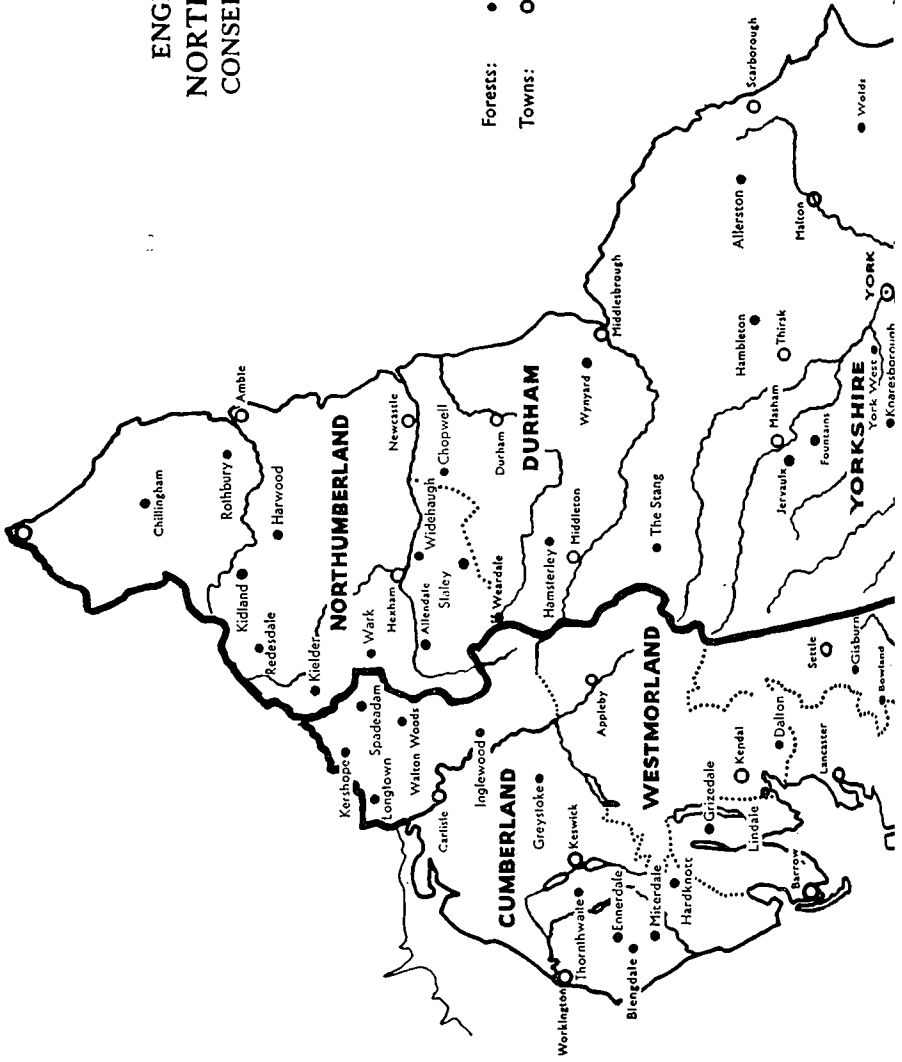 ENG
NORT
CONSE
Forests:
Towns:
Chillingham
Rothbury
Amble
Harwood
Kidland
Redesdale
Kielder
NORTHUMBERLAND
Wark
Hexham
Newcastle
Widehaugh
Chopwell
Allendale
Slaley
Weardale
Durham
DURHAM
Hamsterley
Middleton
Wynyard
Middlesbrough
The Stang
Kershope
Spadeadam
Longtown
Walton Woods
Carlisle
Inglewood
CUMBERLAND
Greystoke
Keswick
Thornthwaite
Workington
Ennerdale
Miterdale
Blengdale
Hardknott
Appleby
WESTMORLAND
Grizedale
Kendal
Dalton
Lindale
Lancaster
Barrow
Settle
Gisburn
Bowland
Scarborough
Wolds
Allerston
Malton
Hambleton
Thirsk
YORK
Masham
Jervaulx
Fountains
YORKSHIRE
York West
Knaresborough